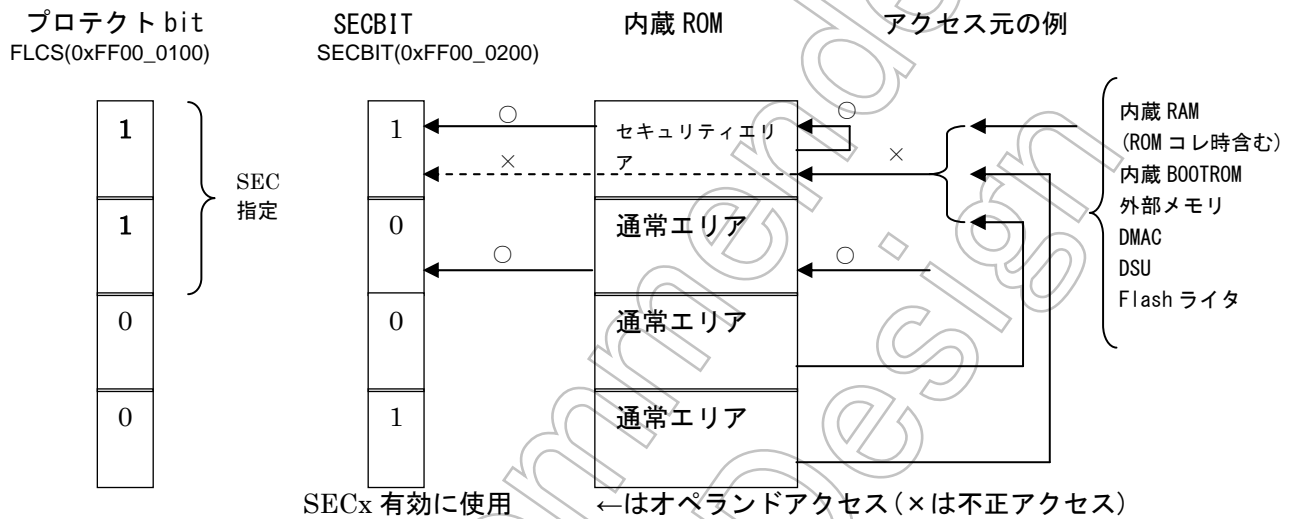 プロテクト bit
FLCS(0xFF00_0100)
SECBIT
SECBIT(0xFF00_0200)
内蔵 ROM
アクセス元の例
1
1
0
0
SEC
指定
1
0
0
1
○
×
○
セキュリティエリ
ア
通常エリア
通常エリア
通常エリア
○
×
○
内蔵 RAM
(ROM コレ時含む)
内蔵 BOOTROM
外部メモリ
DMAC
DSU
Flash ライタ
SECx 有効に使用
←はオペランドアクセス(×は不正アクセス)